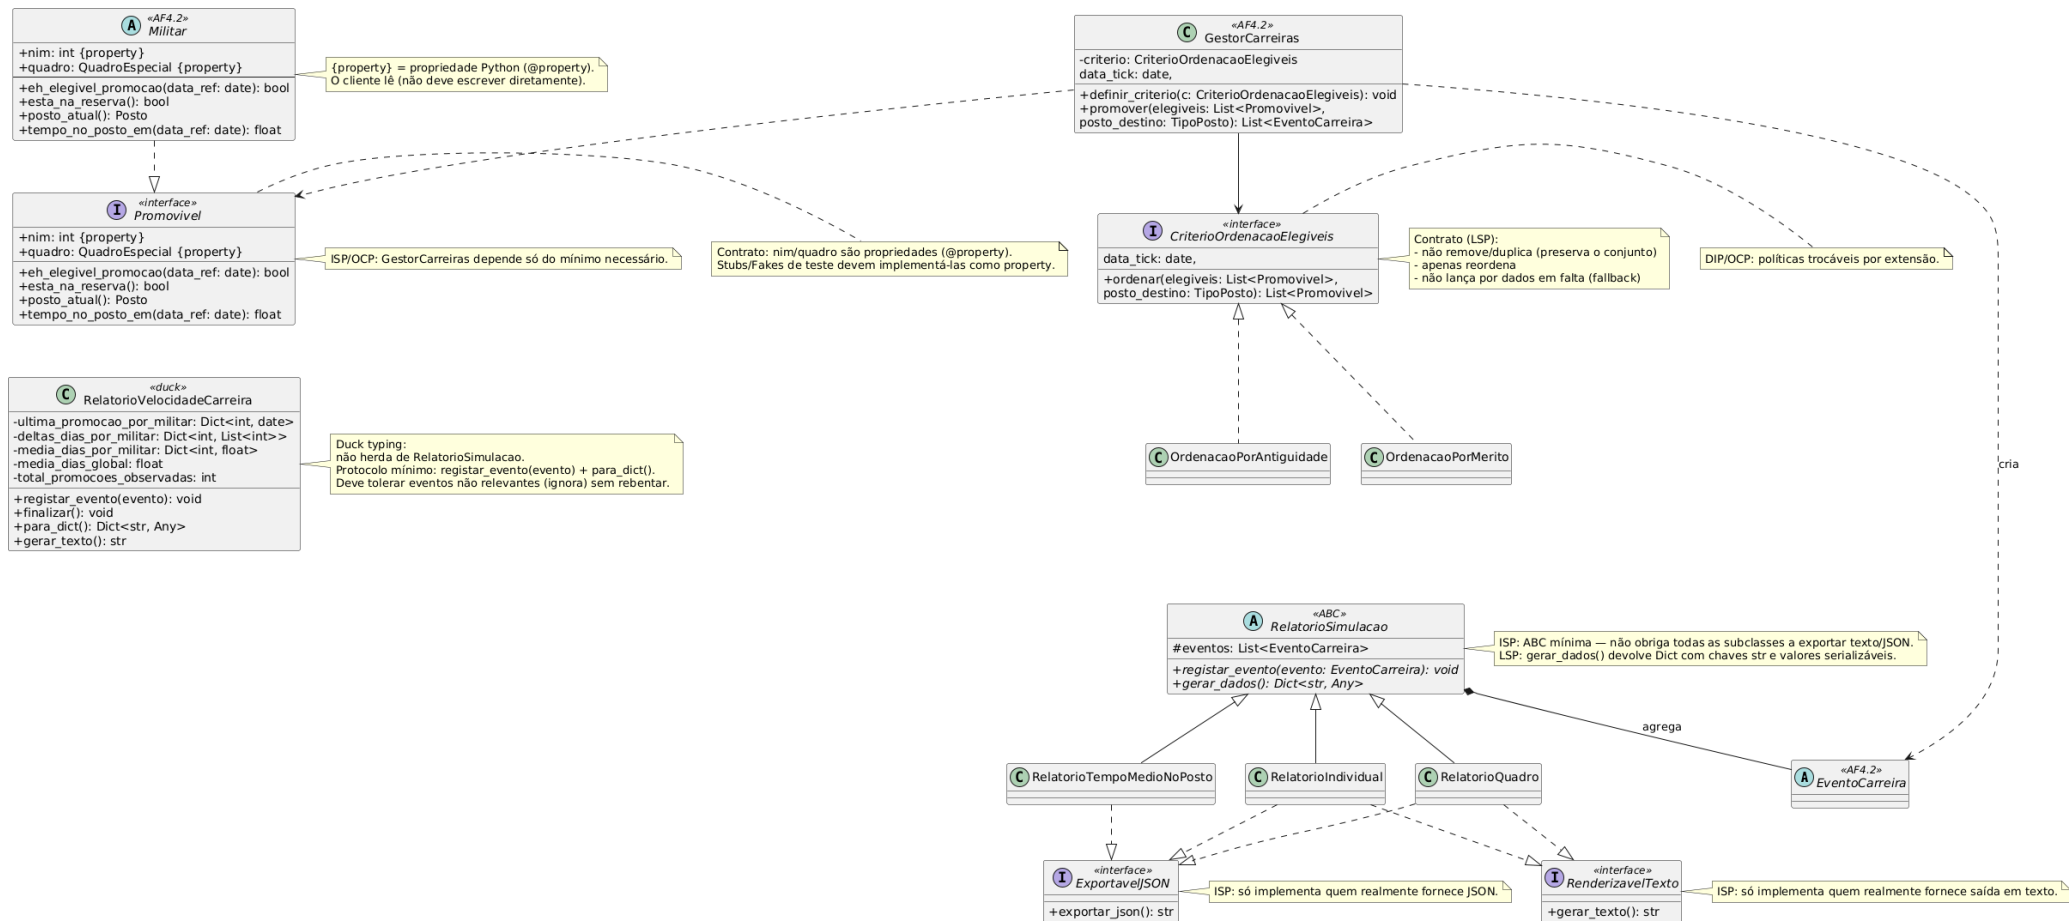 «AF4.2»
Militar
+nim: int {property}
+quadro: QuadroEspecial {property}
+eh_elegivel_promocao(data_ref: date): bool
+esta_na_reserva(): bool
+posto_atual(): Posto
+tempo_no_posto_em(data_ref: date): float
{property} = propriedade Python (@property).
O cliente lê (não deve escrever diretamente).
«AF4.2»
GestorCarreiras
-criterio: CriterioOrdenacaoElegiveis
data_tick: date,
+definir_criterio(c: CriterioOrdenacaoElegiveis): void
+promover(elegiveis: List<Promovivel>,
posto_destino: TipoPosto): List<EventoCarreira>
«interface»
Promovivel
+nim: int {property}
+quadro: QuadroEspecial {property}
+eh_elegivel_promocao(data_ref: date): bool
+esta_na_reserva(): bool
+posto_atual(): Posto
+tempo_no_posto_em(data_ref: date): float
ISP/OCP: GestorCarreiras depende só do mínimo necessário.
Contrato: nim/quadro são propriedades (@property).
Stubs/Fakes de teste devem implementá-las como property.
«interface»
CriterioOrdenacaoElegiveis
data_tick: date,
+ordenar(elegiveis: List<Promovivel>,
posto_destino: TipoPosto): List<Promovivel>
Contrato (LSP):
- não remove/duplica (preserva o conjunto)
- apenas reordena
- não lança por dados em falta (fallback)
DIP/OCP: políticas trocáveis por extensão.
«duck»
RelatorioVelocidadeCarreira
-ultima_promocao_por_militar: Dict<int, date>
-deltas_dias_por_militar: Dict<int, List<int>>
-media_dias_por_militar: Dict<int, float>
-media_dias_global: float
-total_promocoes_observadas: int
+registar_evento(evento): void
+finalizar(): void
+para_dict(): Dict<str, Any>
+gerar_texto(): str
Duck typing:
não herda de RelatorioSimulacao.
Protocolo mínimo: registar_evento(evento) + para_dict().
Deve tolerar eventos não relevantes (ignora) sem rebentar.
OrdenacaoPorAntiguidade
OrdenacaoPorMerito
cria
«ABC»
RelatorioSimulacao
#eventos: List<EventoCarreira>
+registar_evento(evento: EventoCarreira): void
+gerar_dados(): Dict<str, Any>
ISP: ABC mínima — não obriga todas as subclasses a exportar texto/JSON.
LSP: gerar_dados() devolve Dict com chaves str e valores serializáveis.
agrega
RelatorioTempoMedioNoPosto
RelatorioIndividual
RelatorioQuadro
«AF4.2»
EventoCarreira
«interface»
ExportavelJSON
+exportar_json(): str
ISP: só implementa quem realmente fornece JSON.
«interface»
RenderizavelTexto
+gerar_texto(): str
ISP: só implementa quem realmente fornece saída em texto.